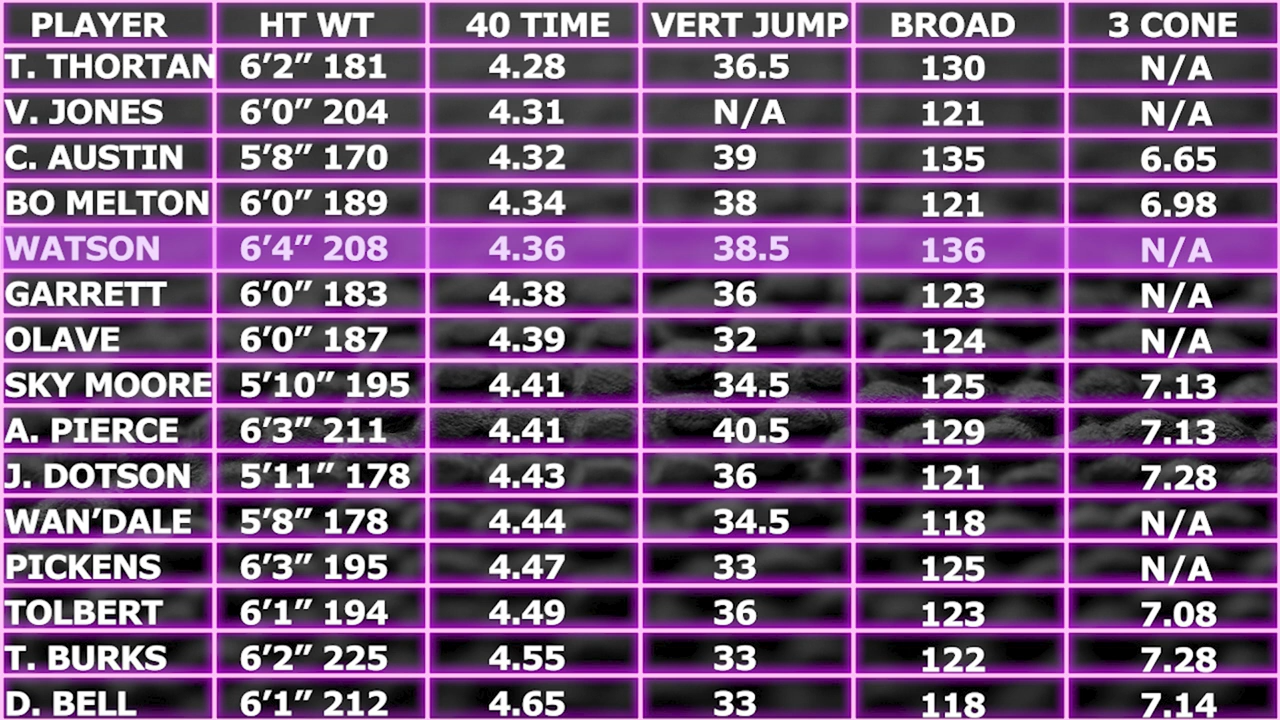 PLAYER HT WT 40 TIME VERT JUMP BROAD 3 CONE
T. THORTAN 6’2” 181 4.28 36.5 130 N/A
V. JONES 6’0” 204 4.31 N/A 121 N/A
C. AUSTIN 5’8” 170 4.32 39 135 6.65
BO MELTON 6’0” 189 4.34 38 121 6.98
WATSON 6’4” 208 4.36 38.5 136 N/A
GARRETT 6’0” 183 4.38 36 123 N/A
OLAVE 6’0” 187 4.39 32 124 N/A
SKY MOORE 5’10” 195 4.41 34.5 125 7.13
A. PIERCE 6’3” 211 4.41 40.5 129 7.13
J. DOTSON 5’11” 178 4.43 36 121 7.28
WAN’DALE 5’8” 178 4.44 34.5 118 N/A
PICKENS 6’3” 195 4.47 33 125 N/A
TOLBERT 6’1” 194 4.49 36 123 7.08
T. BURKS 6’2” 225 4.55 33 122 7.28
D. BELL 6’1” 212 4.65 33 118 7.14